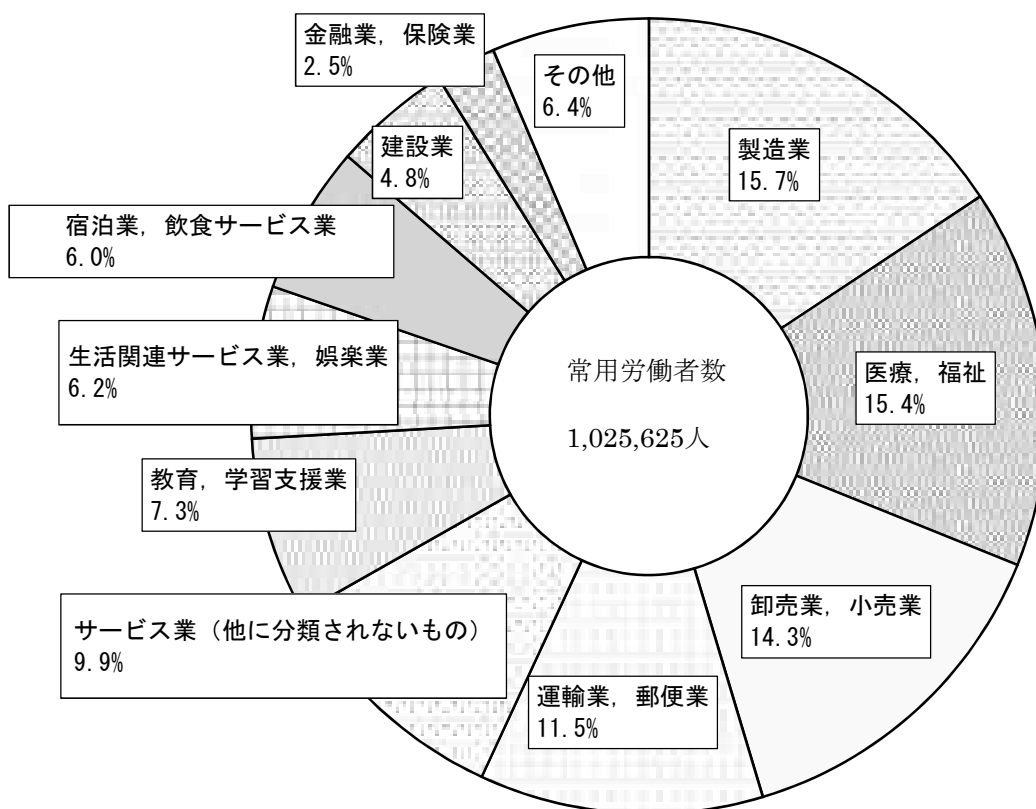 金融業，保険業
2.5%
その他
6.4%
建設業
4.8%
製造業
15.7%
宿泊業，飲食サービス業
6.0%
生活関連サービス業，娯楽業
6.2%
常用労働者数
1,025,625人
医療，福祉
15.4%
教育，学習支援業
7.3%
サービス業（他に分類されないもの）
9.9%
卸売業，小売業
14.3%
運輸業，郵便業
11.5%